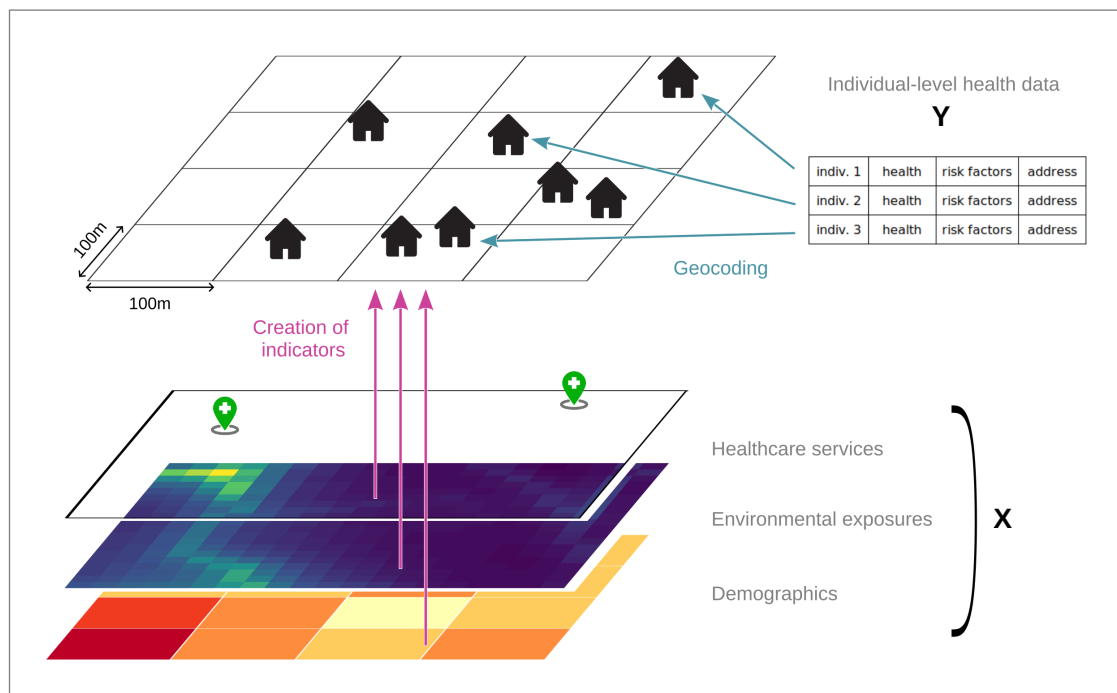 Individual-level health data
Y
indiv. 1 health risk factors address
indiv. 2 health risk factors address
indiv. 3 health risk factors address
Geocoding
100m
100m
Creation of
indicators
Healthcare services
Environmental exposures
X
Demographics